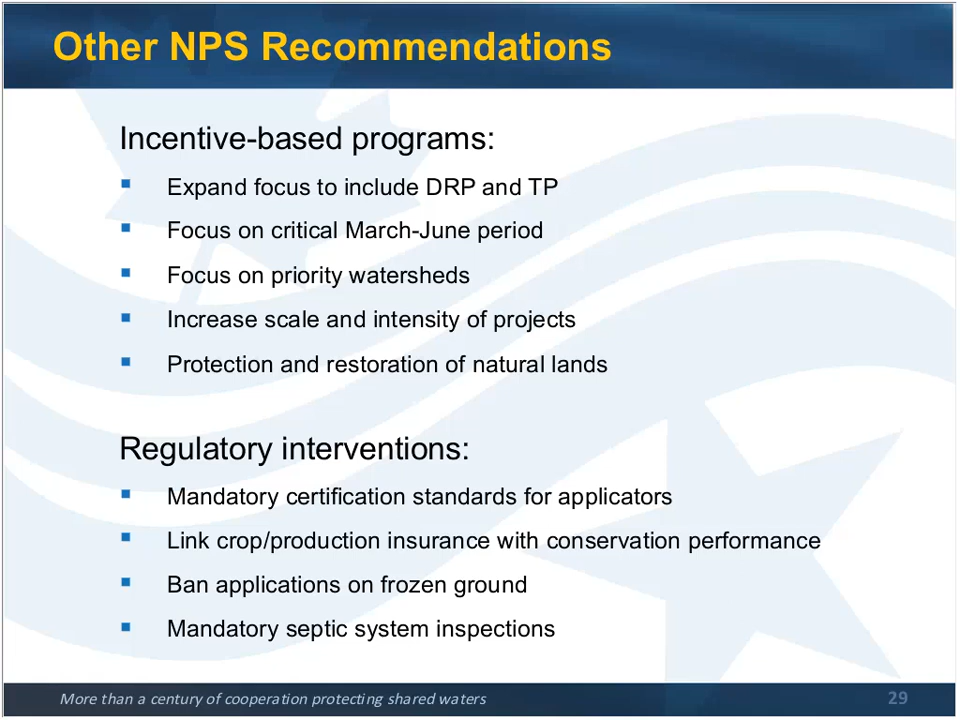 Other NPS Recommendations
Incentive-based programs:
Expand focus to include DRP and TP
Focus on critical March-June period
Focus on priority watersheds
Increase scale and intensity of projects
Protection and restoration of natural lands
Regulatory interventions:
Mandatory certification standards for applicators
Link crop/production insurance with conservation performance
Ban applications on frozen ground
Mandatory septic system inspections
More than a century of cooperation protecting shared waters
29